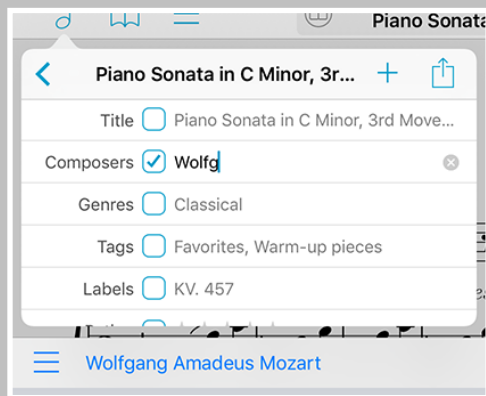 Piano Sonata
Piano Sonata in C Minor, 3r...
Title Piano Sonata in C Minor, 3rd Move...
Composers Wolfg
Genres Classical
Tags Favorites, Warm-up pieces
Labels KV. 457
Wolfgang Amadeus Mozart